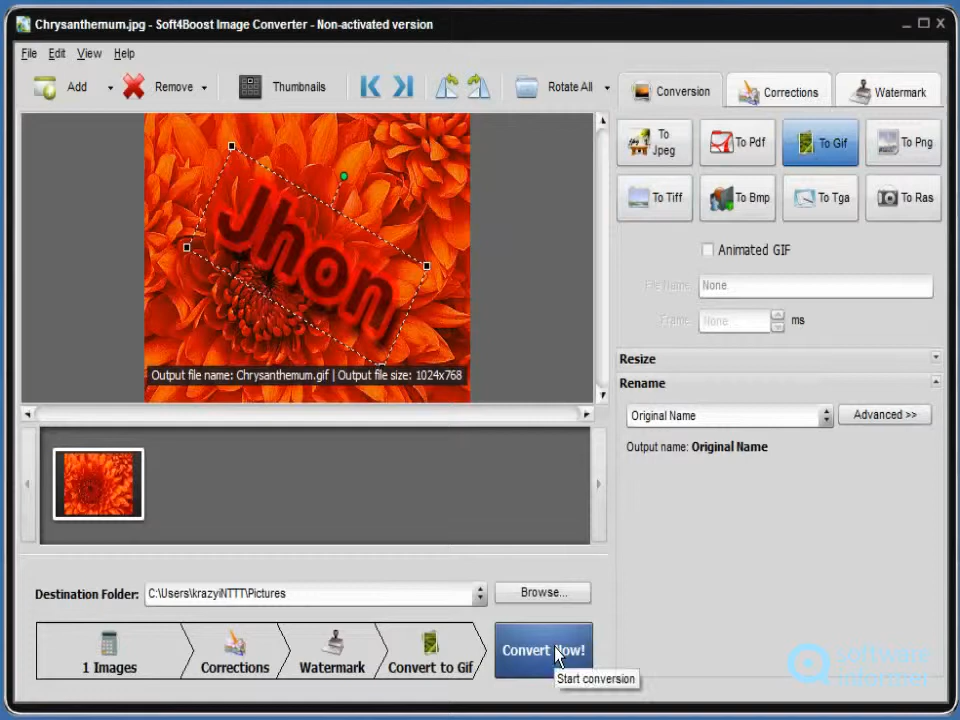 Chrysanthemum.jpg - Soft4Boost Image Converter - Non-activated version
File Edit View Help
Add Remove Thumbnails Rotate All
Conversion Corrections Watermark
To Jpeg To Pdf To Gif To Png
To Tiff To Bmp To Tga To Ras
Animated GIF
File Name: None
Frame: None ms
Resize
Rename
Original Name Advanced >>
Output name: Original Name
Jhon
Output file name: Chrysanthemum.gif | Output file size: 1024x768
Destination Folder: C:\Users\krazyiNTTT\Pictures Browse...
1 Images Corrections Watermark Convert to Gif Convert Now!
Start conversion
software
informer